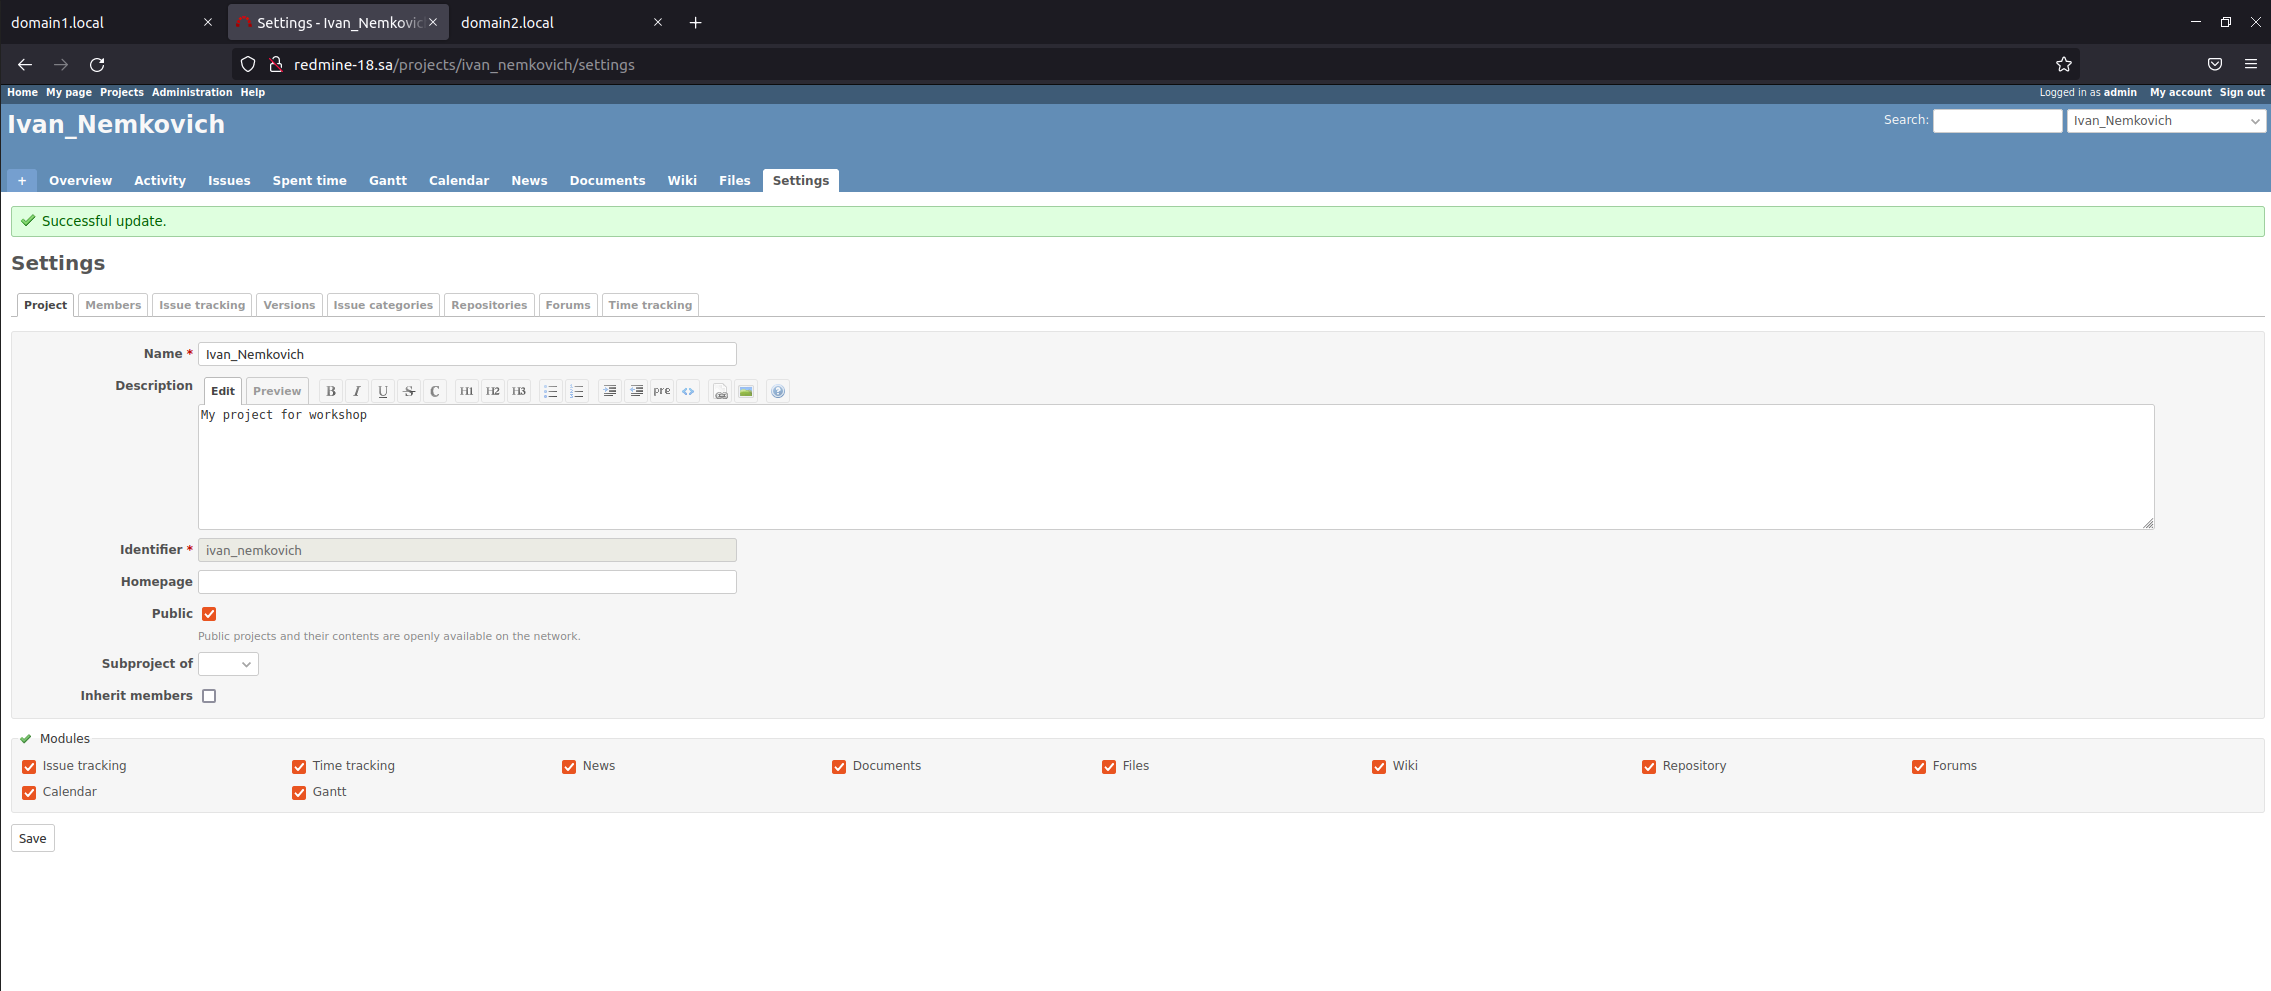 domain1.local
Settings - Ivan_Nemkovic
domain2.local
redmine-18.sa/projects/ivan_nemkovich/settings
Home My page Projects Administration Help
Logged in as admin My account Sign out
Ivan_Nemkovich
Search:
Ivan_Nemkovich
+ Overview Activity Issues Spent time Gantt Calendar News Documents Wiki Files Settings
Successful update.
Settings
Project Members Issue tracking Versions Issue categories Repositories Forums Time tracking
Name * Ivan_Nemkovich
Description Edit Preview B I U S C H1 H2 H3 pre <>
My project for workshop
Identifier * ivan_nemkovich
Homepage
Public
Public projects and their contents are openly available on the network.
Subproject of
Inherit members
Modules
Issue tracking Time tracking News Documents Files Wiki Repository Forums
Calendar Gantt
Save